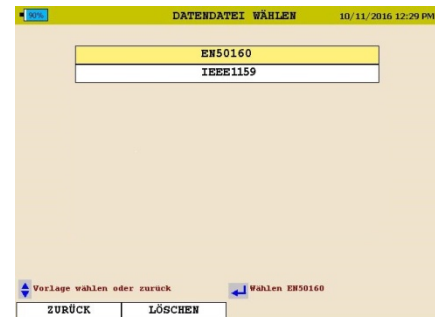 90% DATENDATEI WÄHLEN 10/11/2016 12:29 PM
EN50160
IEEE1159
Vorlage wählen oder zurück Wählen EN50160
ZURÜCK LÖSCHEN